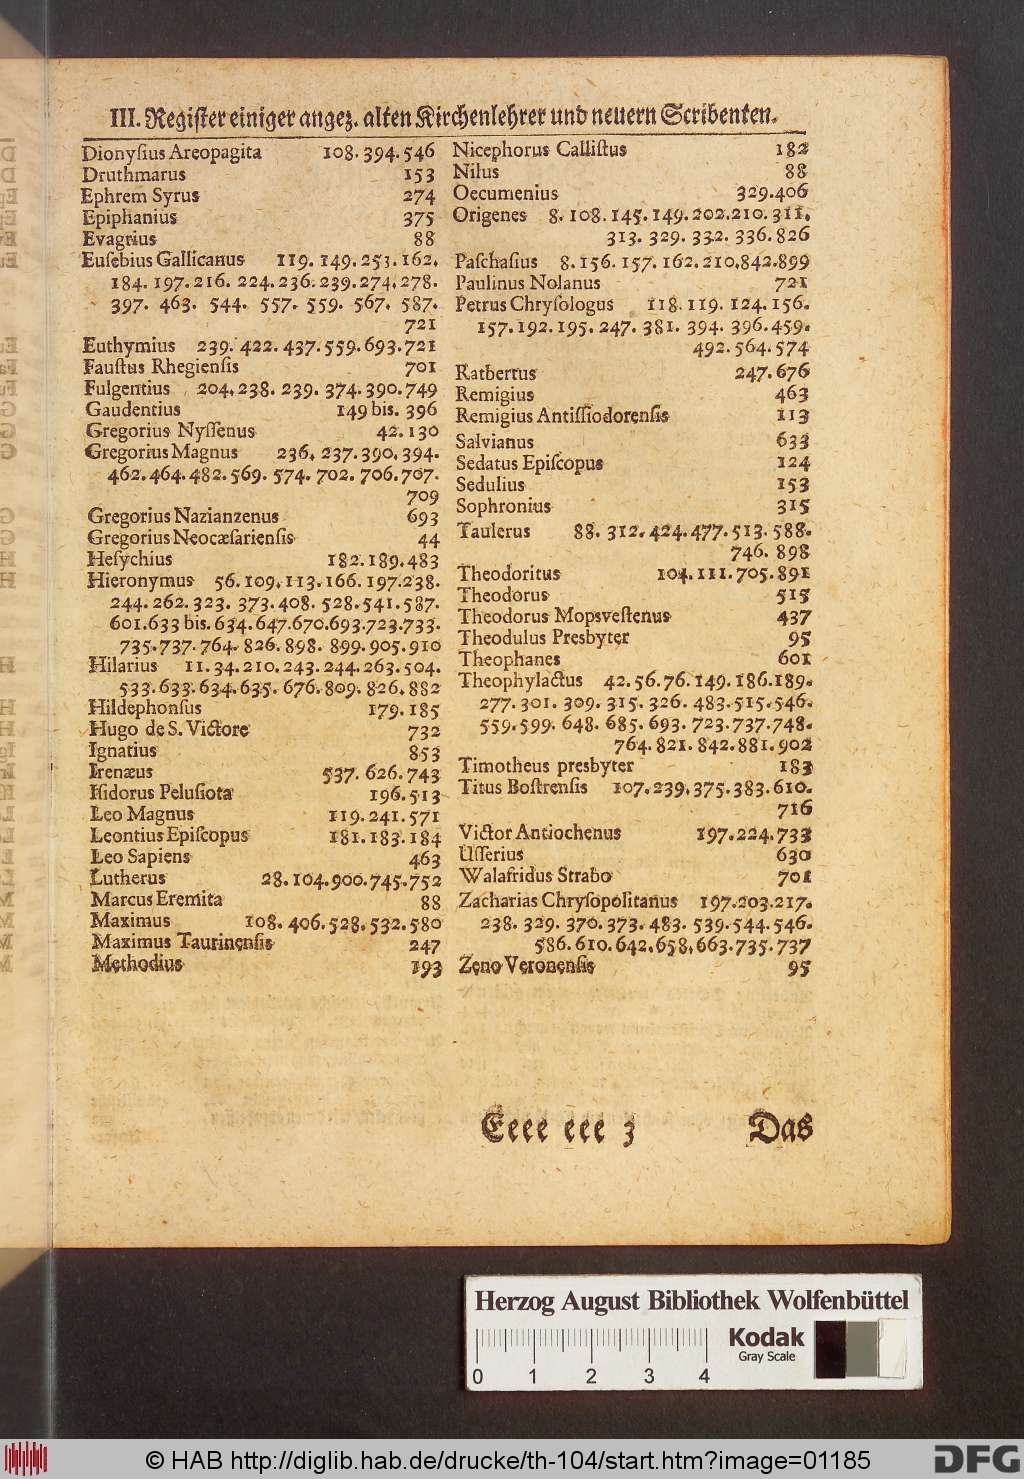 III. Regiſter einiger angez. alten Kirchenlehrer und neuern Scribenten.
Dionyſius Areopagita 108. 394. 546
Druthmarus 153
Ephrem Syrus 274
Epiphanius 375
Evagrius 88
Euſebius Gallicanus 119. 149. 253. 162.
184. 197. 216. 224. 236. 239. 274. 278.
397. 463. 544. 557. 559. 567. 587.
721
Euthymius 239. 422. 437. 559. 693. 721
Fauſtus Rhegienſis 701
Fulgentius 204. 238. 239. 374. 390. 749
Gaudentius 149 bis. 396
Gregorius Nyſſenus 42. 130
Gregorius Magnus 236. 237. 390. 394.
462. 464. 482. 569. 574. 702. 706. 707.
709
Gregorius Nazianzenus 693
Gregorius Neocæſarienſis 44
Heſychius 182. 189. 483
Hieronymus 56. 109. 113. 166. 197. 238.
244. 262. 323. 373. 408. 528. 541. 587.
601. 633 bis. 634. 647. 670. 693. 723. 733.
735. 737. 764. 826. 898. 899. 905. 910
Hilarius 11. 34. 210. 243. 244. 263. 504.
533. 633. 634. 635. 676. 809. 826. 882
Hildephonſus 179. 185
Hugo de S. Victore 732
Ignatius 853
Irenæus 537. 626. 743
Iſidorus Peluſiota 196. 513
Leo Magnus 119. 241. 571
Leontius Epiſcopus 181. 183. 184
Leo Sapiens 463
Lutherus 28. 104. 900. 745. 752
Marcus Eremita 88
Maximus 108. 406. 528. 532. 580
Maximus Taurinenſis 247
Methodius 193
Nicephorus Calliſtus 182
Nilus 88
Oecumenius 329. 406
Origenes 8. 108. 145. 149. 202. 210. 311.
313. 329. 332. 336. 826
Paſchaſius 8. 156. 157. 162. 210. 842. 899
Paulinus Nolanus 721
Petrus Chryſologus 118. 119. 124. 156.
157. 192. 195. 247. 381. 394. 396. 459.
492. 564. 574
Ratbertus 247. 676
Remigius 463
Remigius Antiſſiodorenſis 113
Salvianus 633
Sedatus Epiſcopus 124
Sedulius 153
Sophronius 315
Taulerus 88. 312. 424. 477. 513. 588.
746. 898
Theodoritus 104. 111. 705. 891
Theodorus 515
Theodorus Mopsveſtenus 437
Theodulus Presbyter 95
Theophanes 601
Theophylactus 42. 56. 76. 149. 186. 189.
277. 301. 309. 315. 326. 483. 515. 546.
559. 599. 648. 685. 693. 723. 737. 748.
764. 821. 842. 881. 902
Timotheus presbyter 183
Titus Boſtrenſis 107. 239. 375. 383. 610.
716
Victor Antiochenus 197. 224. 733
Uſſerius 630
Walafridus Strabo 701
Zacharias Chryſopolitanus 197. 203. 217.
238. 329. 370. 373. 483. 539. 544. 546.
586. 610. 642. 658. 663. 735. 737
Zeno Veronenſis 95
Eeee eee 3 Das
Herzog August Bibliothek Wolfenbüttel
Kodak
Gray Scale
0 1 2 3 4
© HAB http://diglib.hab.de/drucke/th-104/start.htm?image=01185
DFG